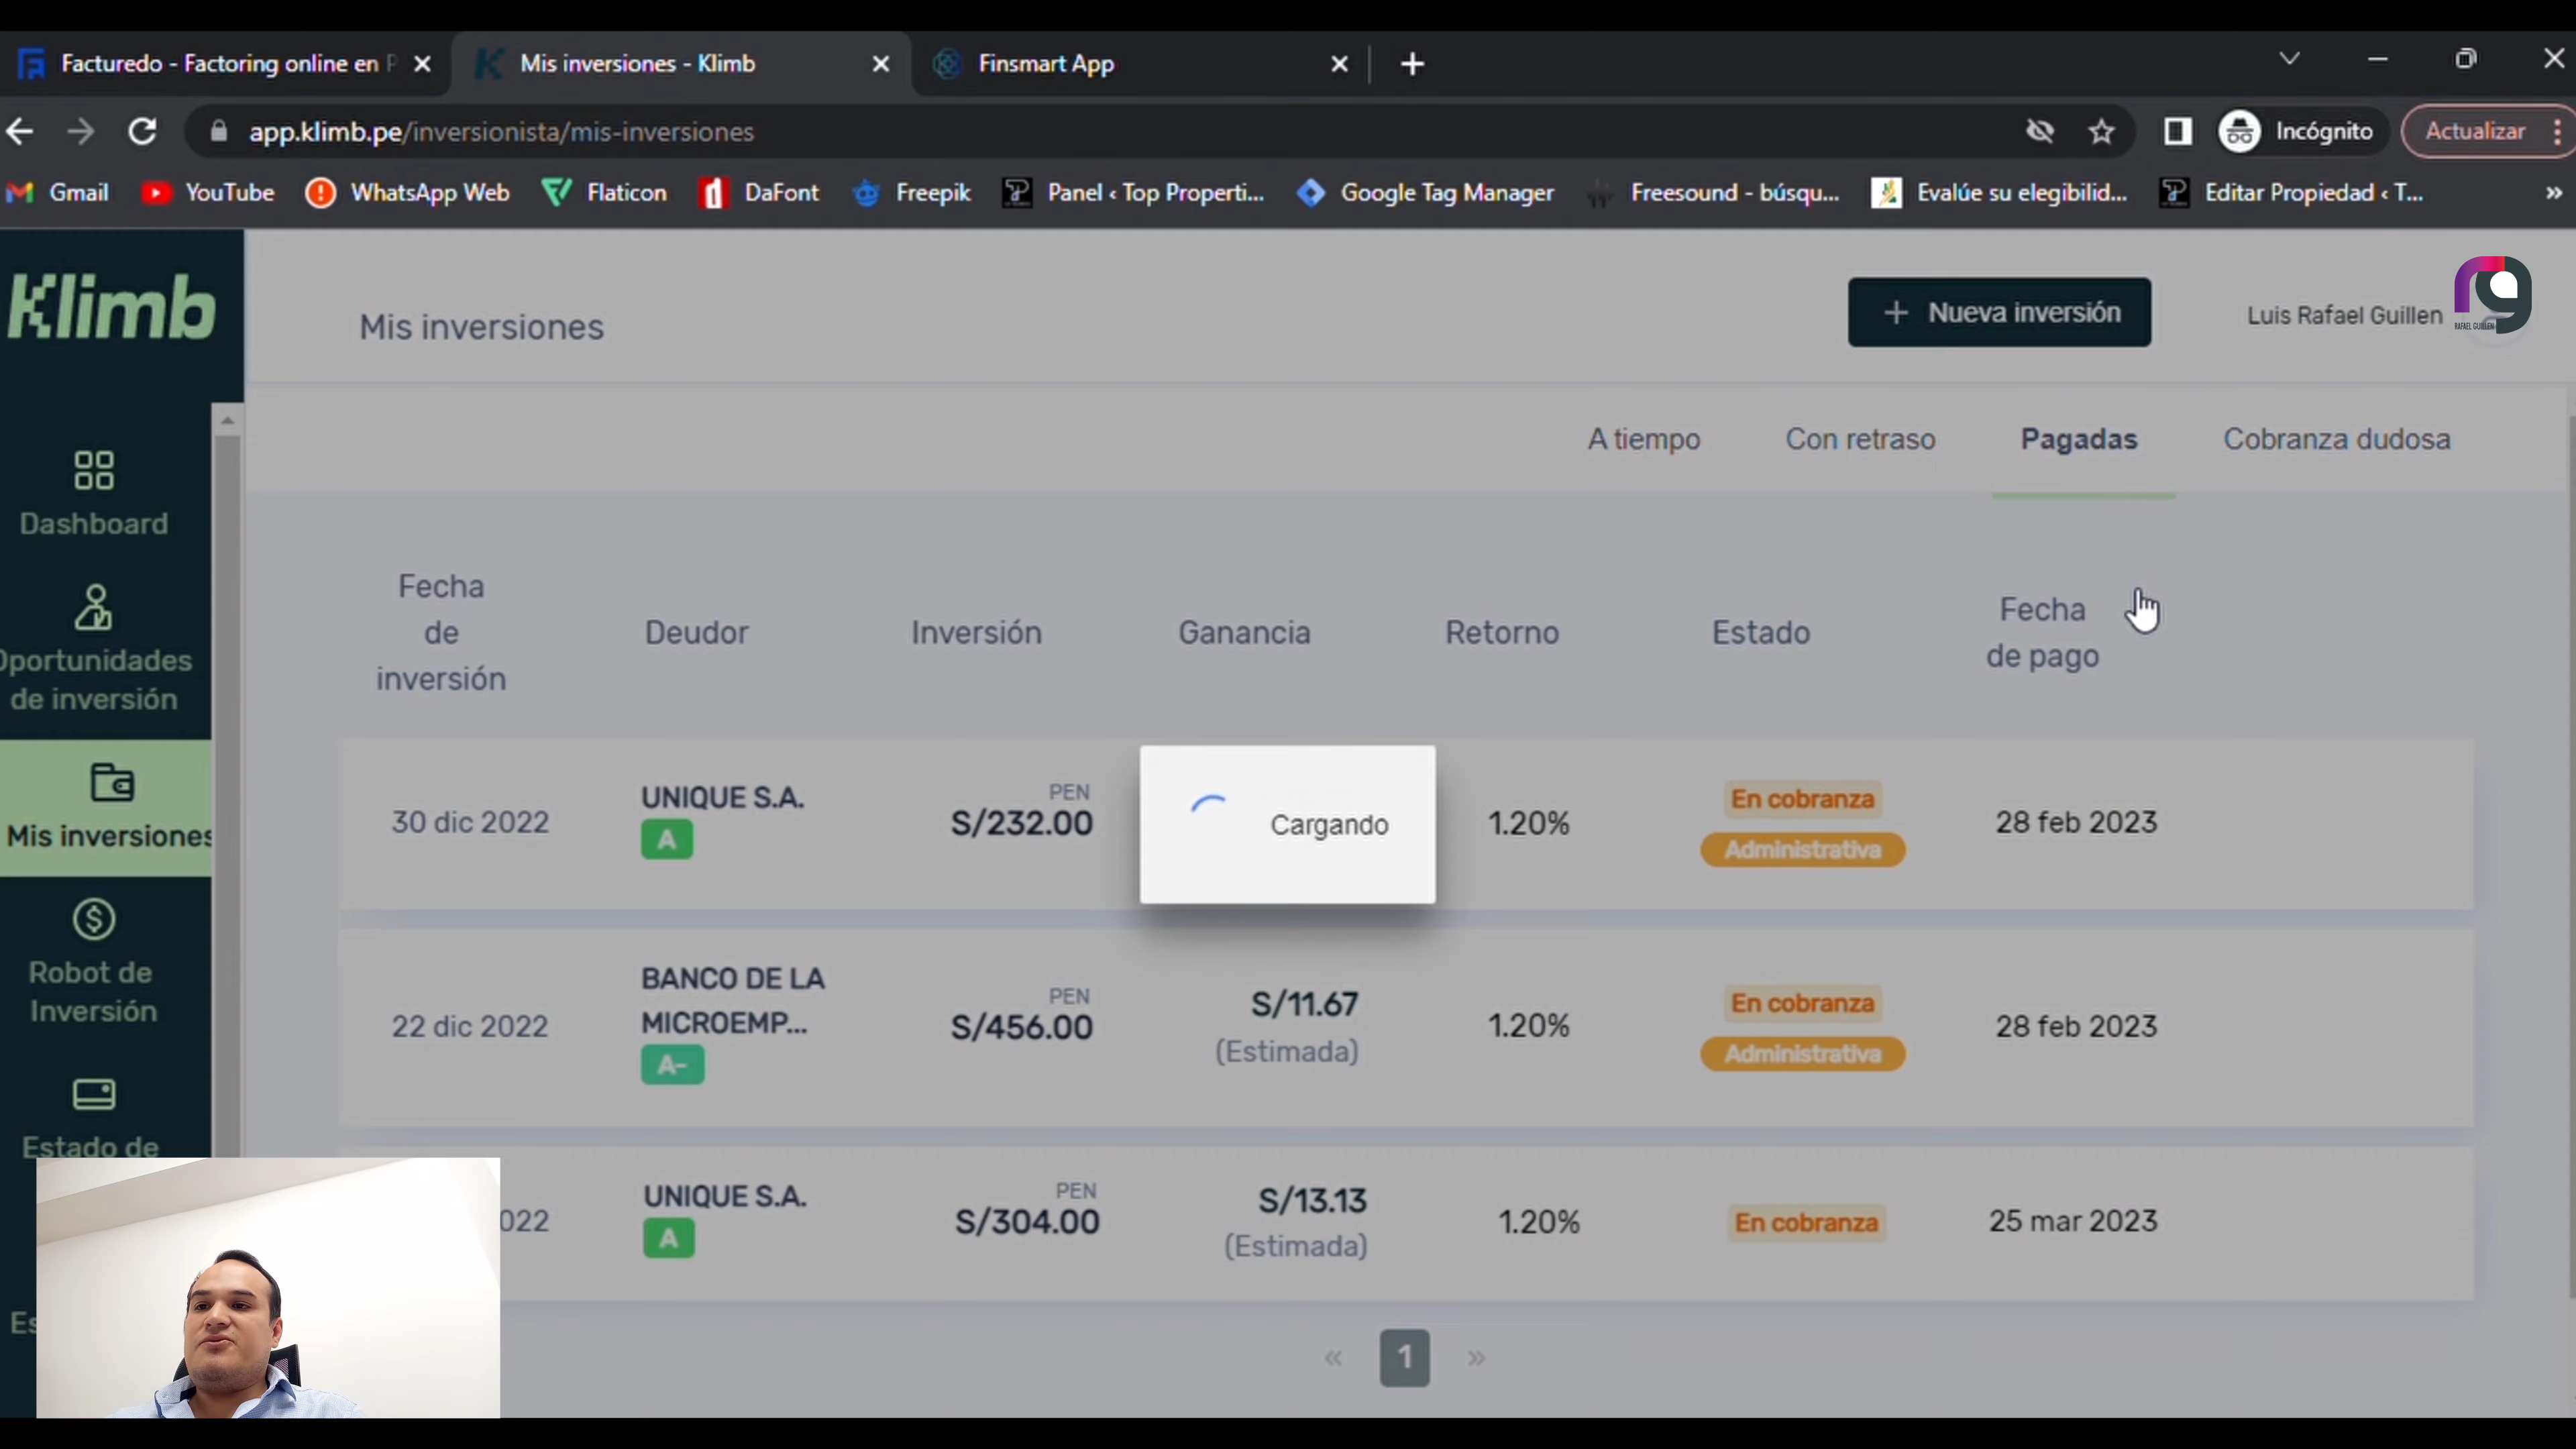 Facturedo - Factoring online en P
Mis inversiones - Klimb
Finsmart App
app.klimb.pe/inversionista/mis-inversiones
Incógnito
Actualizar
Gmail
YouTube
WhatsApp Web
Flaticon
DaFont
Freepik
Panel ‹ Top Properti...
Google Tag Manager
Freesound - búsqu...
Evalúe su elegibilid...
Editar Propiedad ‹ T...
»
Klimb
Mis inversiones
+ Nueva inversión
Luis Rafael Guillen
RAFAEL GUILLEN
A tiempo
Con retraso
Pagadas
Cobranza dudosa
Dashboard
Oportunidades
de inversión
Mis inversiones
Robot de
Inversión
Estado de
Es
Fecha
de
inversión
Deudor
Inversión
Ganancia
Retorno
Estado
Fecha
de pago
30 dic 2022
UNIQUE S.A.
A
PEN
S/232.00
Cargando
1.20%
En cobranza
Administrativa
28 feb 2023
22 dic 2022
BANCO DE LA
MICROEMP...
A-
PEN
S/456.00
S/11.67
(Estimada)
1.20%
En cobranza
Administrativa
28 feb 2023
022
UNIQUE S.A.
A
PEN
S/304.00
S/13.13
(Estimada)
1.20%
En cobranza
25 mar 2023
« 1 »